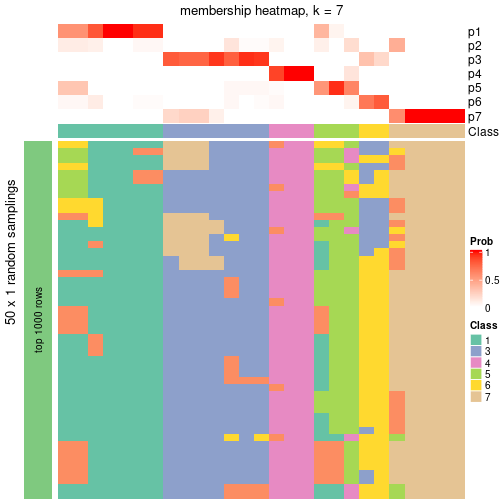 membership heatmap, k = 7
p1
p2
p3
p4
p5
p6
p7
Class
50 x 1 random samplings
top 1000 rows
Prob
1
0.5
0
Class
1
3
4
5
6
7